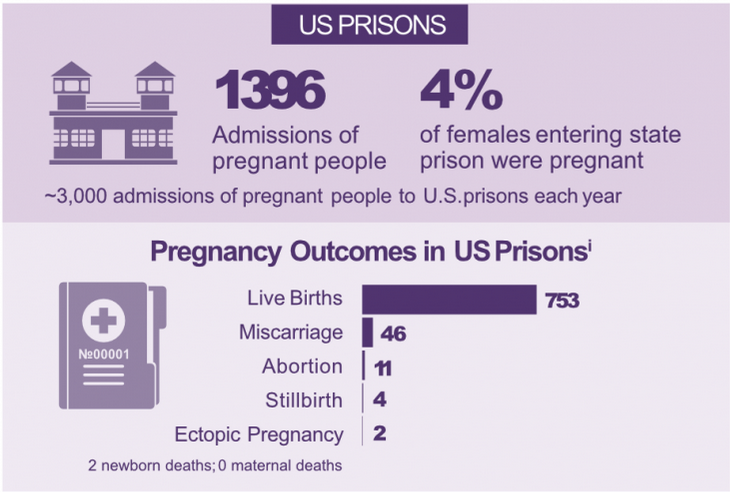 US PRISONS
1396
Admissions of
pregnant people
4%
of females entering state
prison were pregnant
~3,000 admissions of pregnant people to U.S.prisons each year
Pregnancy Outcomes in US Prisonsⁱ
№00001
Live Births 753
Miscarriage 46
Abortion 11
Stillbirth 4
Ectopic Pregnancy 2
2 newborn deaths; 0 maternal deaths